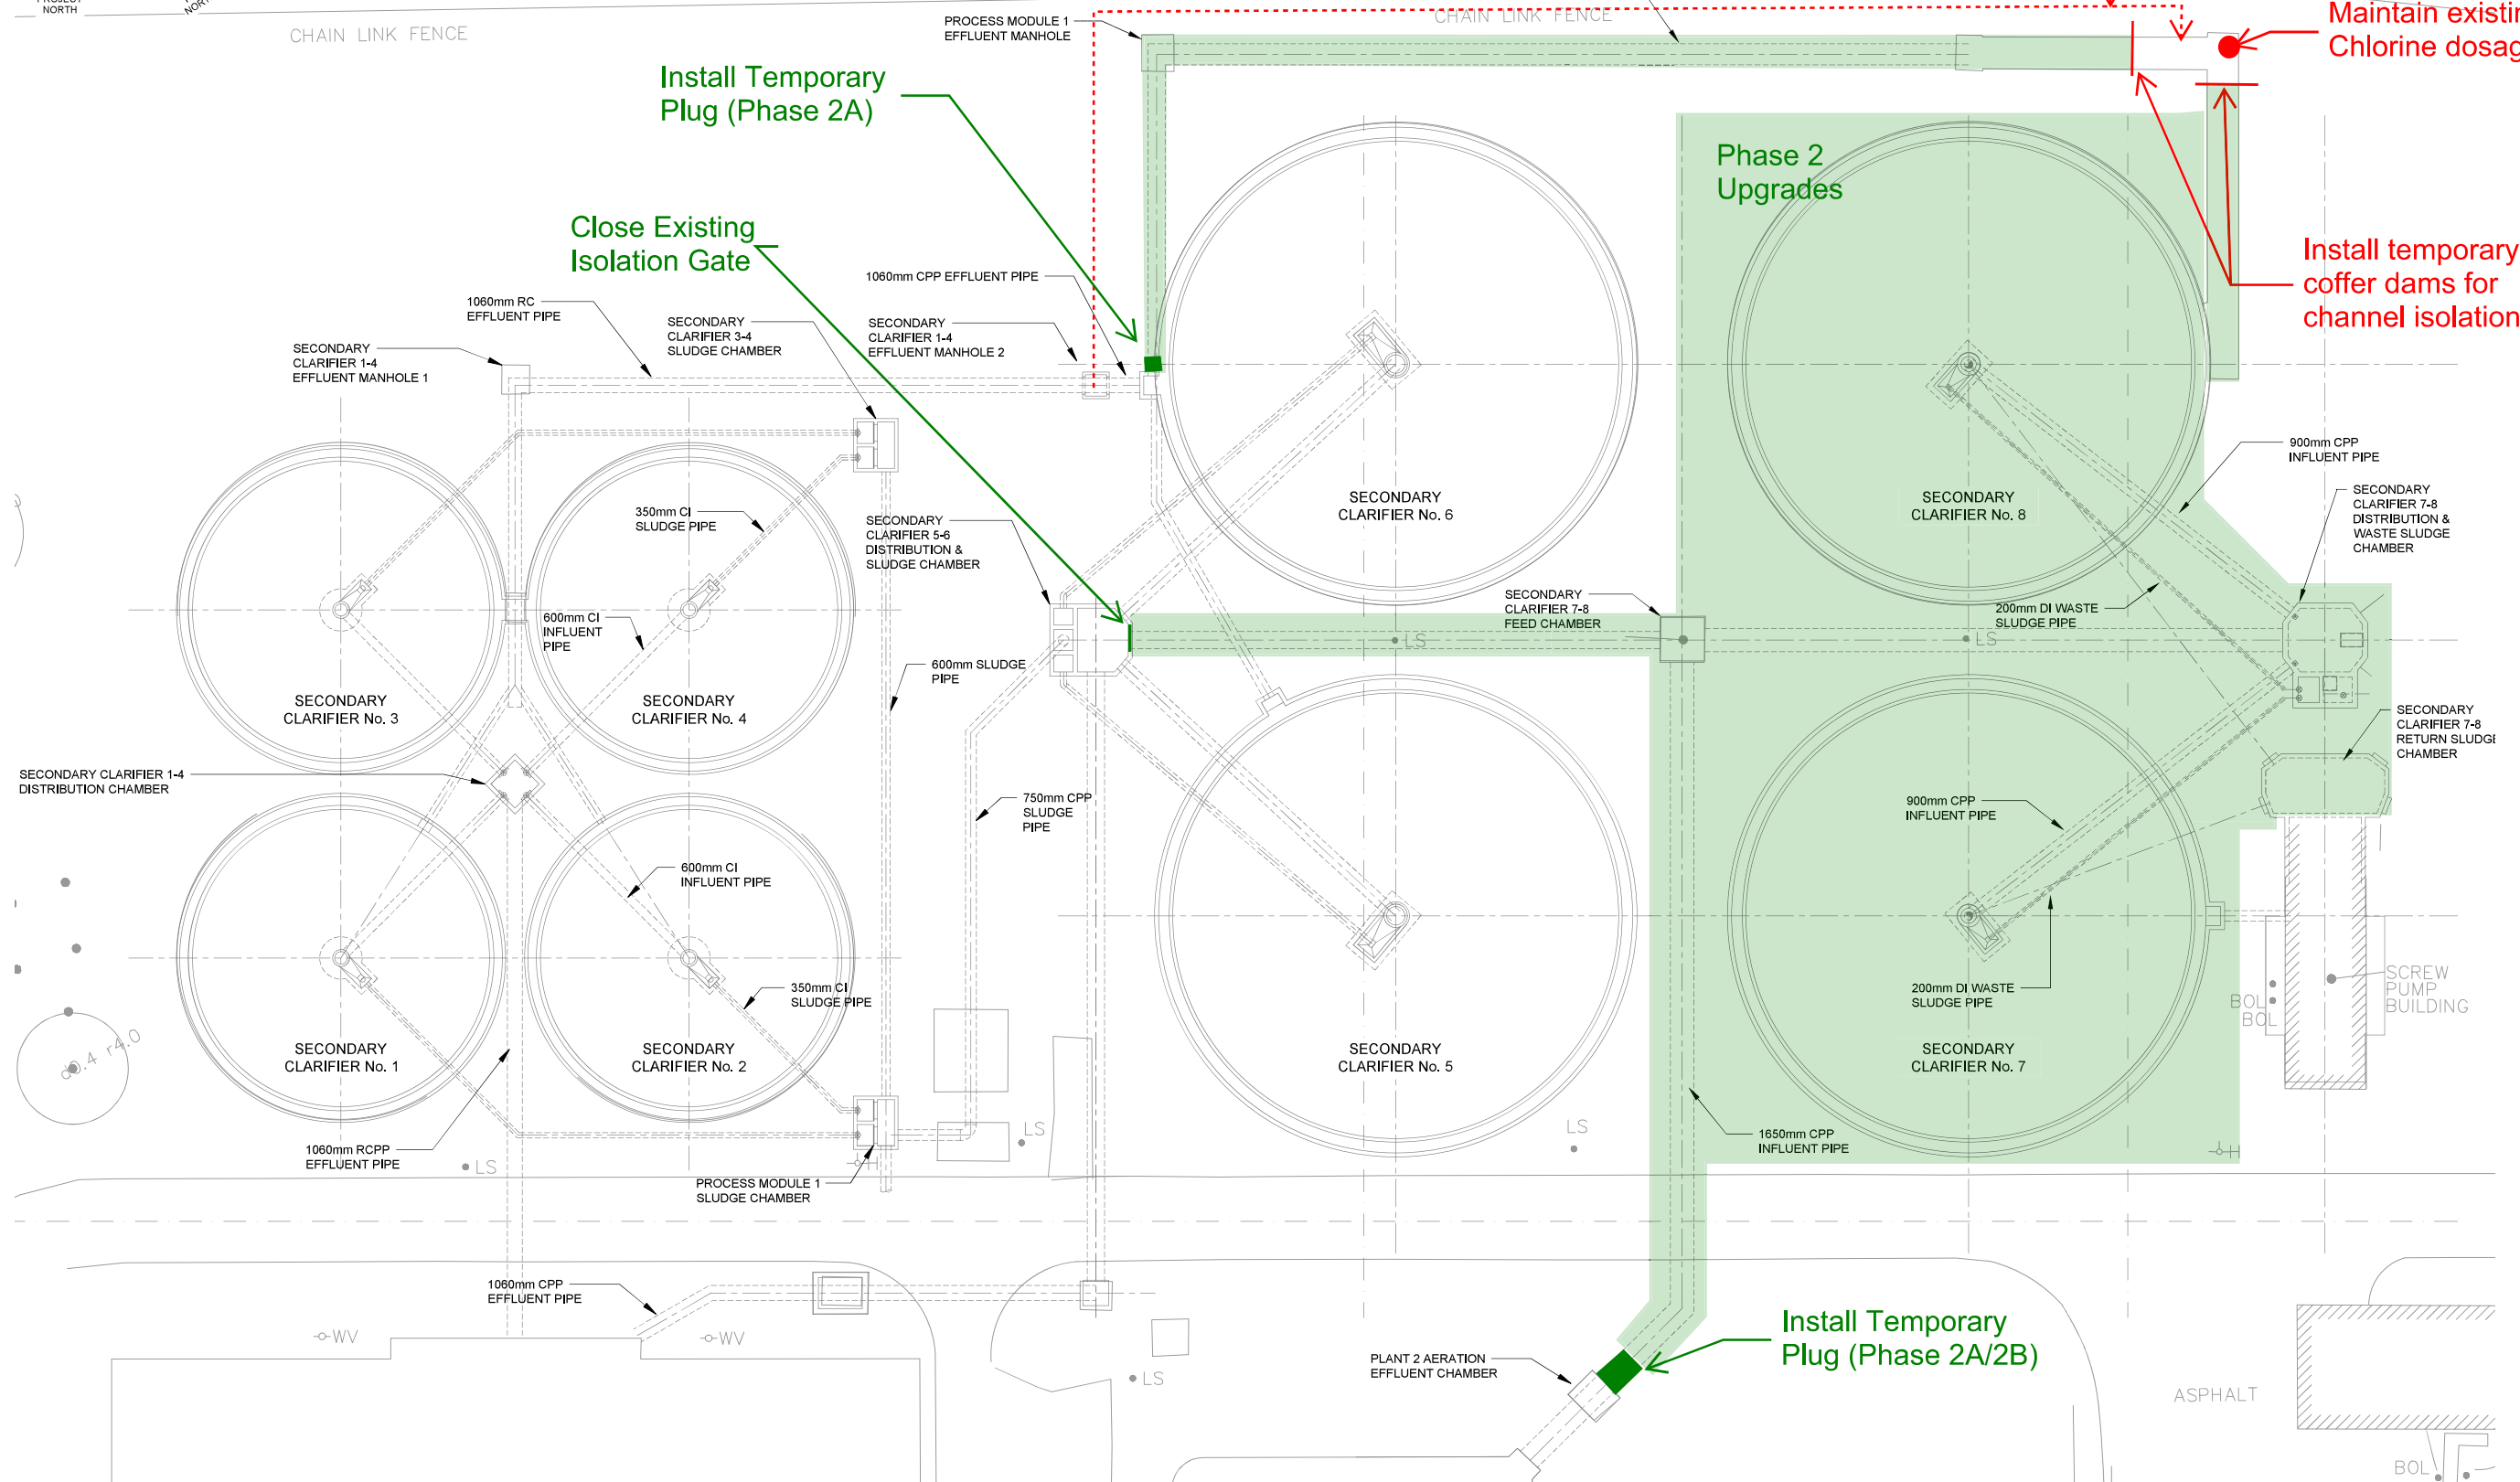 PROJECT
NORTH
CHAIN LINK FENCE
PROCESS MODULE 1
EFFLUENT MANHOLE
CHAIN LINK FENCE
Maintain existin
Chlorine dosag
Install Temporary
Plug (Phase 2A)
Phase 2
Upgrades
Close Existing
Isolation Gate
Install temporary
coffer dams for
channel isolation
1060mm CPP EFFLUENT PIPE
1060mm RC
EFFLUENT PIPE
SECONDARY
CLARIFIER 3-4
SLUDGE CHAMBER
SECONDARY
CLARIFIER 1-4
EFFLUENT MANHOLE 2
SECONDARY
CLARIFIER 1-4
EFFLUENT MANHOLE 1
900mm CPP
INFLUENT PIPE
SECONDARY
CLARIFIER 7-8
DISTRIBUTION &
WASTE SLUDGE
CHAMBER
SECONDARY
CLARIFIER No. 6
SECONDARY
CLARIFIER No. 8
350mm CI
SLUDGE PIPE
SECONDARY
CLARIFIER 5-6
DISTRIBUTION &
SLUDGE CHAMBER
SECONDARY
CLARIFIER 7-8
FEED CHAMBER
200mm DI WASTE
SLUDGE PIPE
600mm CI
INFLUENT
PIPE
LS
LS
600mm SLUDGE
PIPE
SECONDARY
CLARIFIER No. 3
SECONDARY
CLARIFIER No. 4
SECONDARY
CLARIFIER 7-8
RETURN SLUDGE
CHAMBER
SECONDARY CLARIFIER 1-4
DISTRIBUTION CHAMBER
750mm CPP
SLUDGE
PIPE
900mm CPP
INFLUENT PIPE
600mm CI
INFLUENT PIPE
350mm CI
SLUDGE PIPE
200mm DI WASTE
SLUDGE PIPE
SCREW
PUMP
BUILDING
BOL
BOL
d0.4 r4.0
SECONDARY
CLARIFIER No. 1
SECONDARY
CLARIFIER No. 2
SECONDARY
CLARIFIER No. 5
SECONDARY
CLARIFIER No. 7
LS
LS
1060mm RCPP
EFFLUENT PIPE
LS
H
1650mm CPP
INFLUENT PIPE
H
PROCESS MODULE 1
SLUDGE CHAMBER
1060mm CPP
EFFLUENT PIPE
WV
WV
Install Temporary
Plug (Phase 2A/2B)
PLANT 2 AERATION
EFFLUENT CHAMBER
LS
ASPHALT
BOL